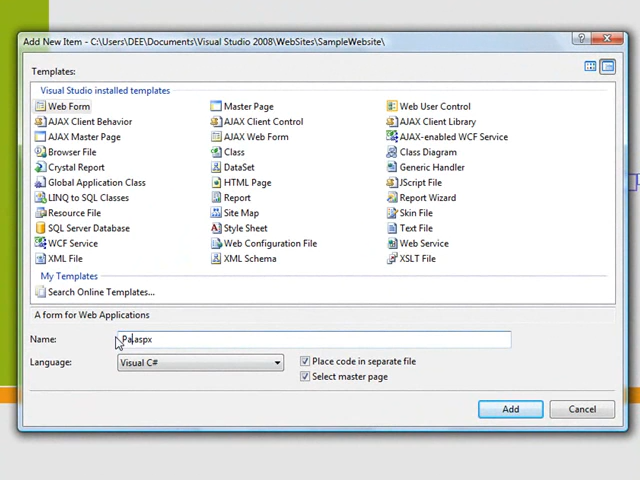 Add New Item - C:\Users\DEE\Documents\Visual Studio 2008\WebSites\SampleWebsite\
Templates:
Visual Studio installed templates
Web Form Master Page Web User Control
AJAX Client Behavior AJAX Client Control AJAX Client Library
AJAX Master Page AJAX Web Form AJAX-enabled WCF Service
Browser File Class Class Diagram
Crystal Report DataSet Generic Handler
Global Application Class HTML Page JScript File
LINQ to SQL Classes Report Report Wizard
Resource File Site Map Skin File
SQL Server Database Style Sheet Text File
WCF Service Web Configuration File Web Service
XML File XML Schema XSLT File
My Templates
Search Online Templates...
A form for Web Applications
Name: Pa.aspx
Language: Visual C# Place code in separate file
Select master page
Add Cancel